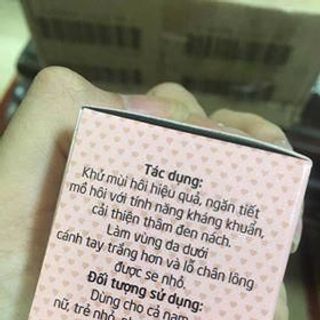 Tác dụng:
Khử mùi hôi hiệu quả, ngăn tiết
mồ hôi với tính năng kháng khuẩn,
cải thiện thâm đen nách.
Làm vùng da dưới
cánh tay trắng hơn và lỗ chân lông
được se nhỏ.
Đối tượng sử dụng:
Dùng cho cả nam
nữ, trẻ nhỏ,